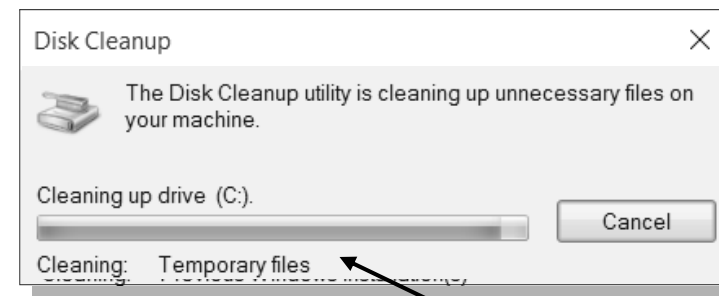 Disk Cleanup
The Disk Cleanup utility is cleaning up unnecessary files on
your machine.
Cleaning up drive (C:).
Cancel
Cleaning: Temporary files